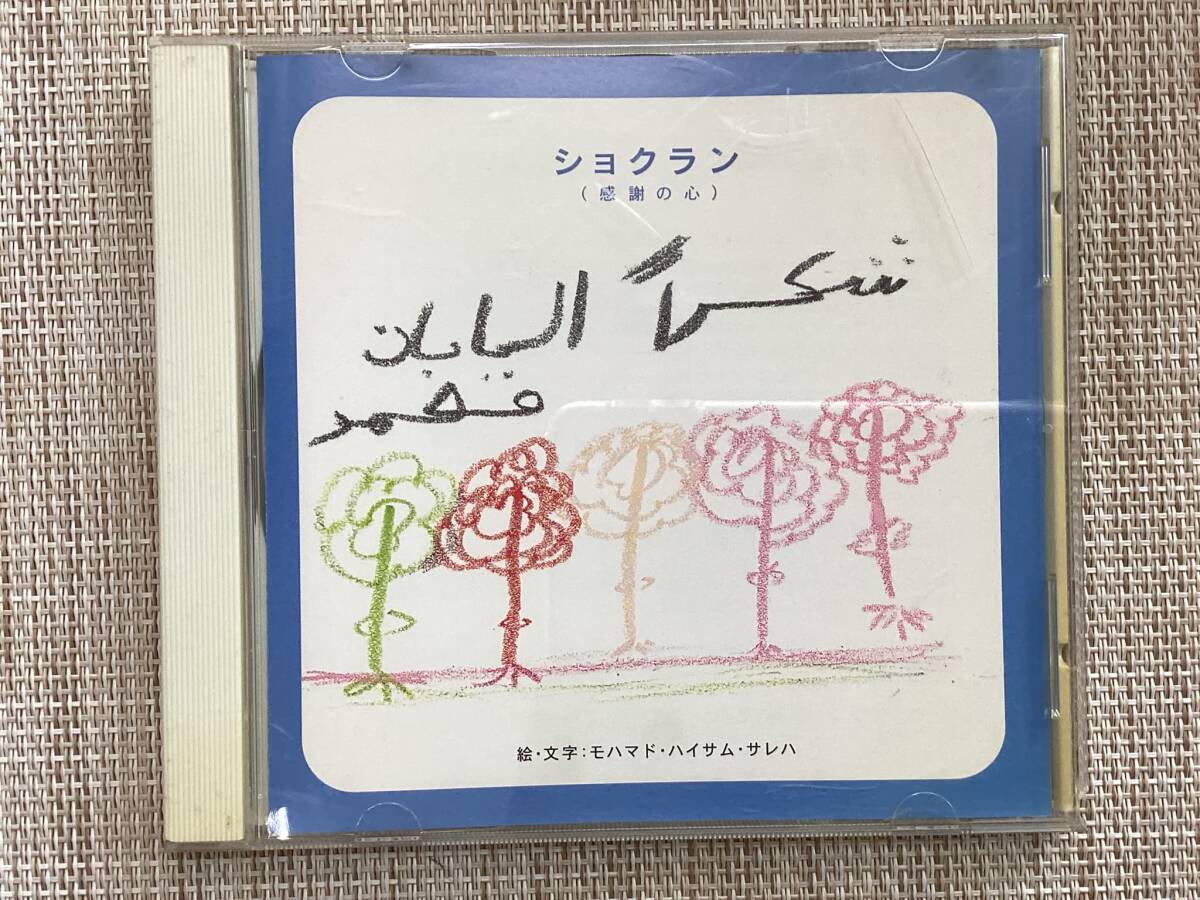 ショクラン
(感謝の心)
شكراً اليابان
محمد
絵・文字:モハマド・ハイサム・サレハ